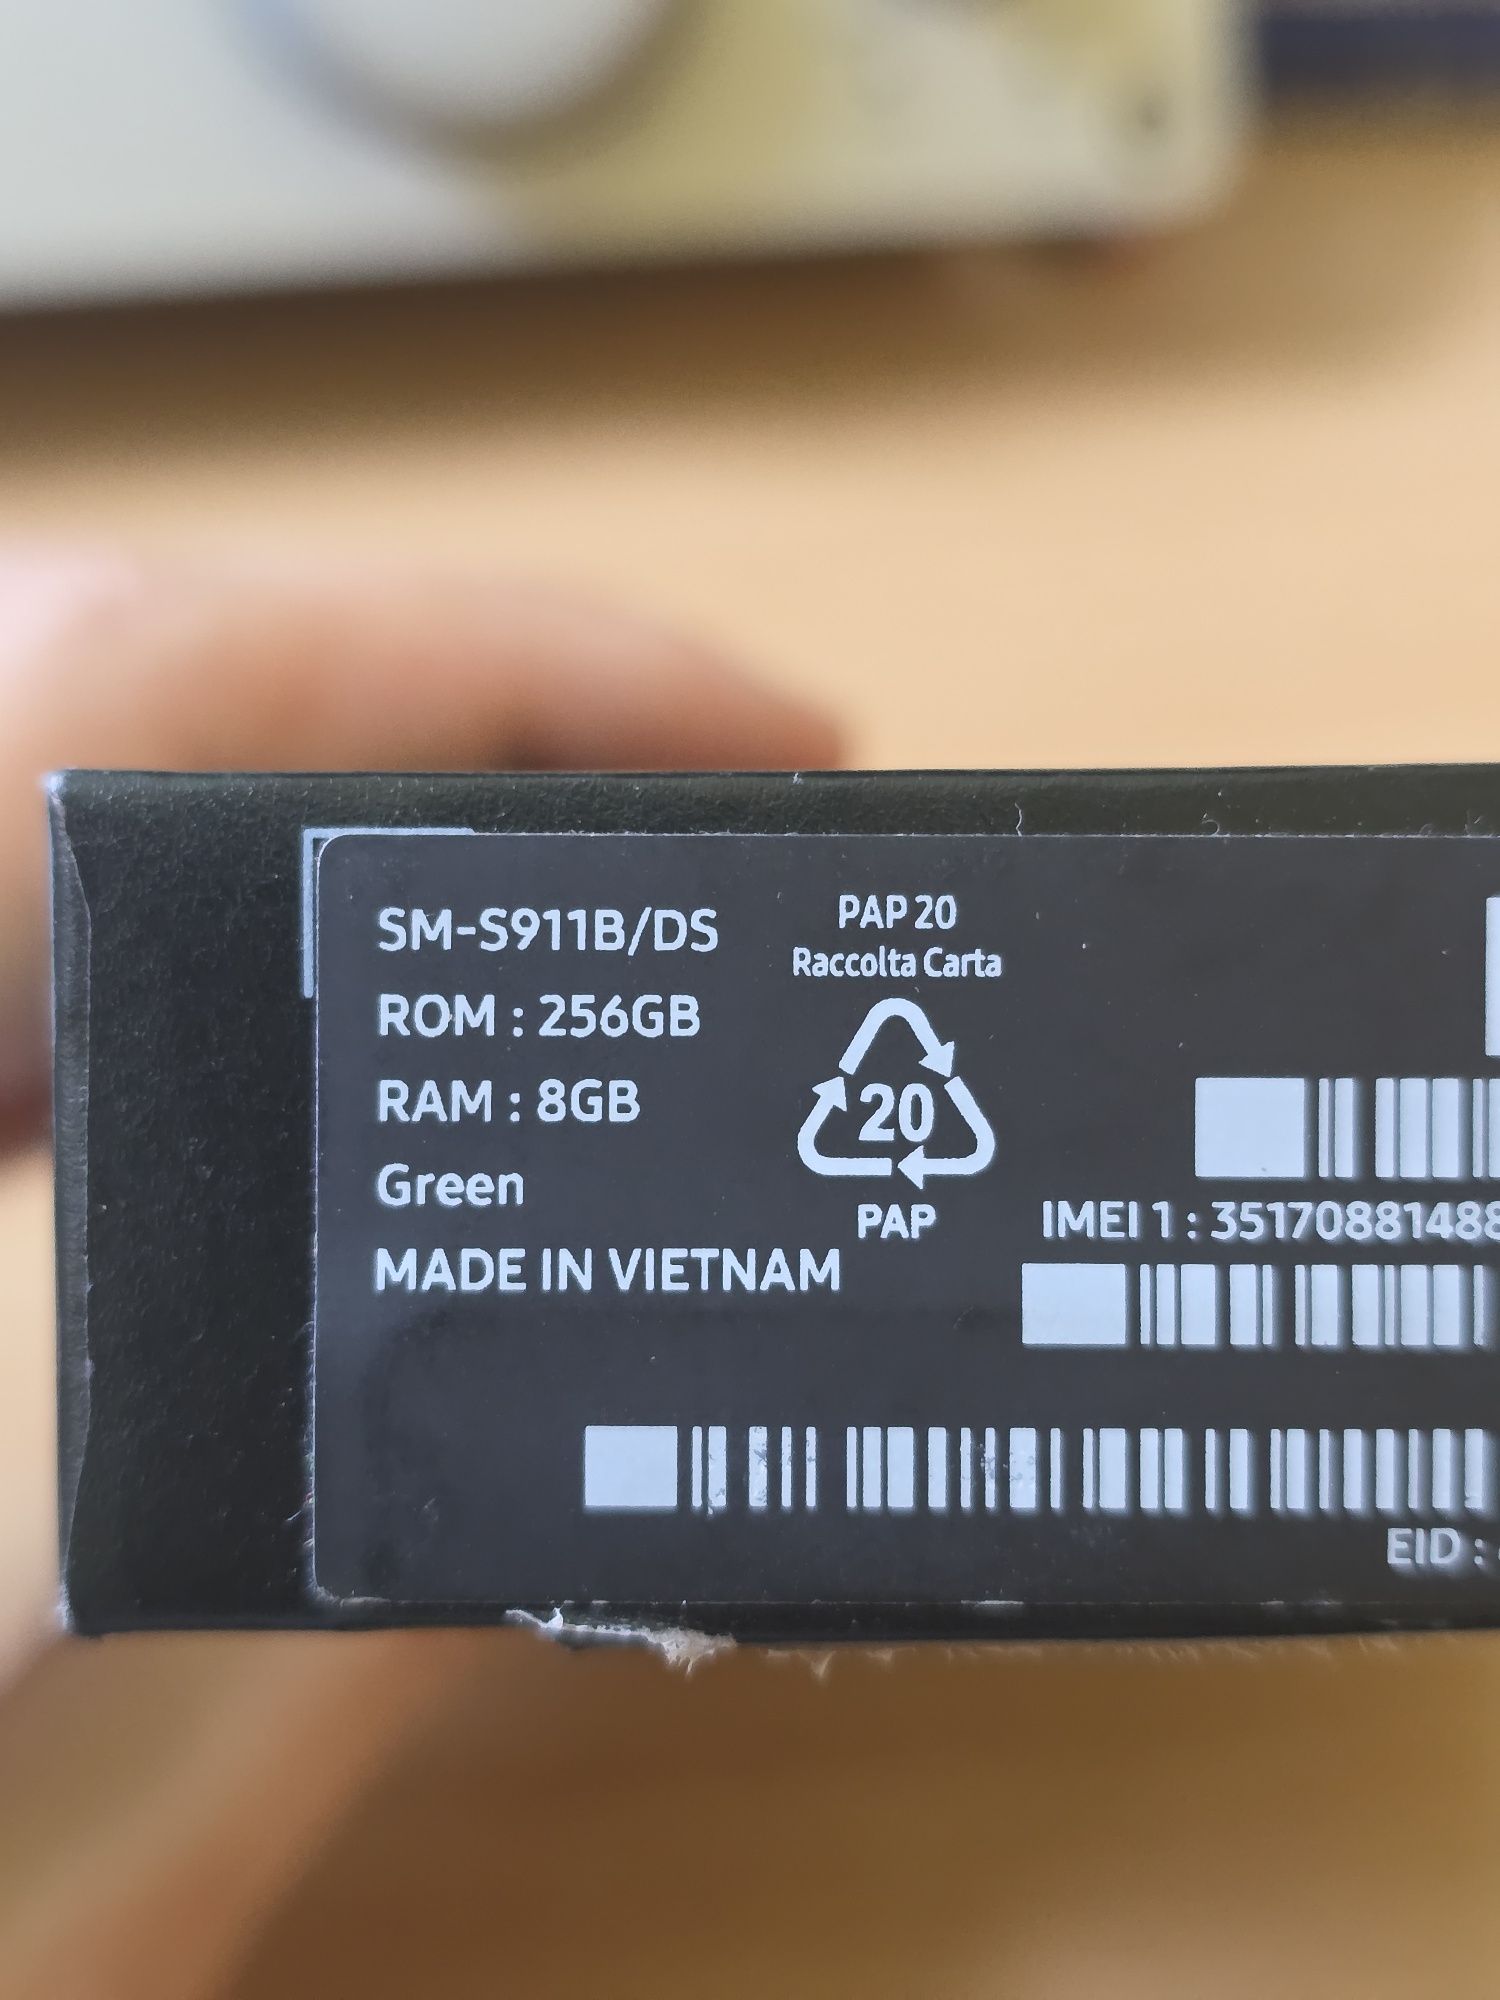 SM-S911B/DS
ROM : 256GB
RAM : 8GB
Green
MADE IN VIETNAM
PAP 20
Raccolta Carta
20
PAP
IMEI 1 : 35170881488
EID :